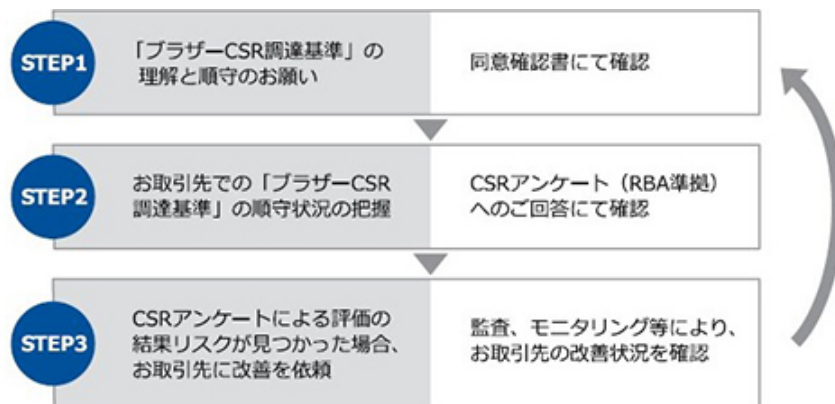 STEP1
「ブラザーCSR調達基準」の
理解と順守のお願い
同意確認書にて確認
STEP2
お取引先での「ブラザーCSR
調達基準」の順守状況の把握
CSRアンケート（RBA準拠）
へのご回答にて確認
STEP3
CSRアンケートによる評価の
結果リスクが見つかった場合、
お取引先に改善を依頼
監査、モニタリング等により、
お取引先の改善状況を確認